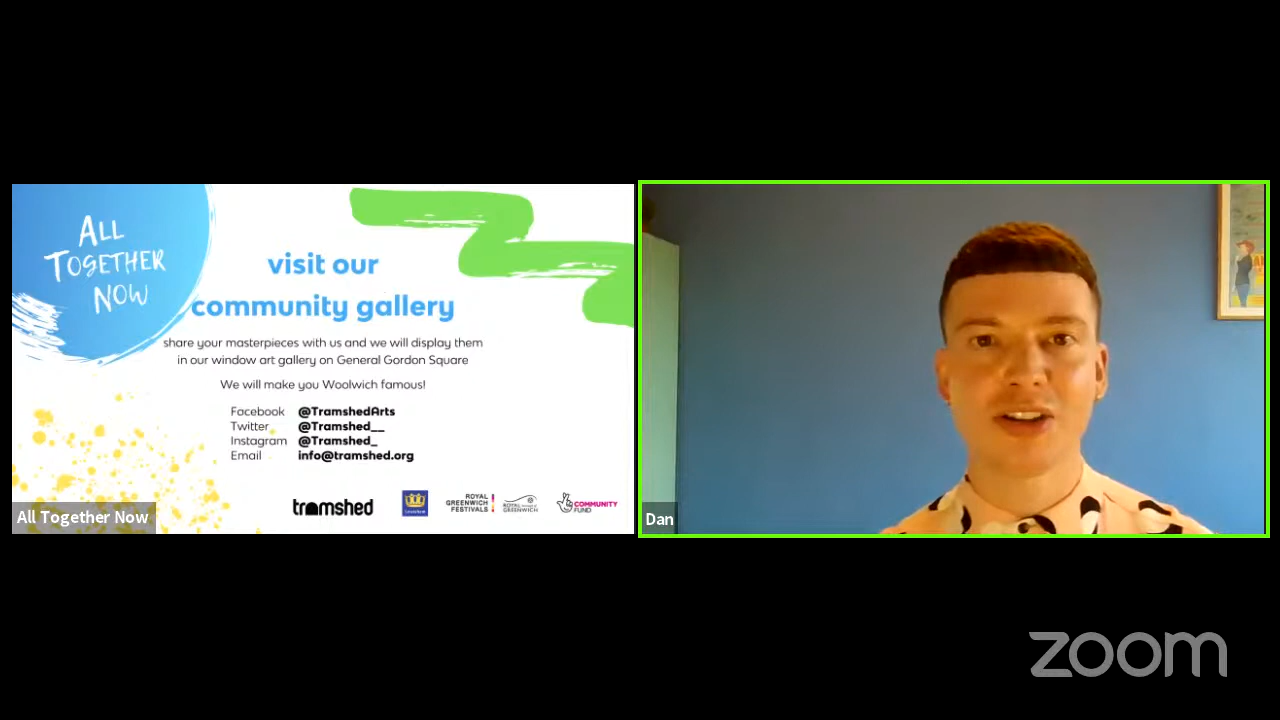 ALL
TOGETHER
NOW
visit our
community gallery
share your masterpieces with us and we will display them
in our window art gallery on General Gordon Square
We will make you Woolwich famous!
Facebook @TramshedArts
Twitter @Tramshed__
Instagram @Tramshed_
Email info@tramshed.org
tramshed
ROYAL
GREENWICH
FESTIVALS
ROYAL
GREENWICH
COMMUNITY
FUND
All Together Now
Dan
zoom